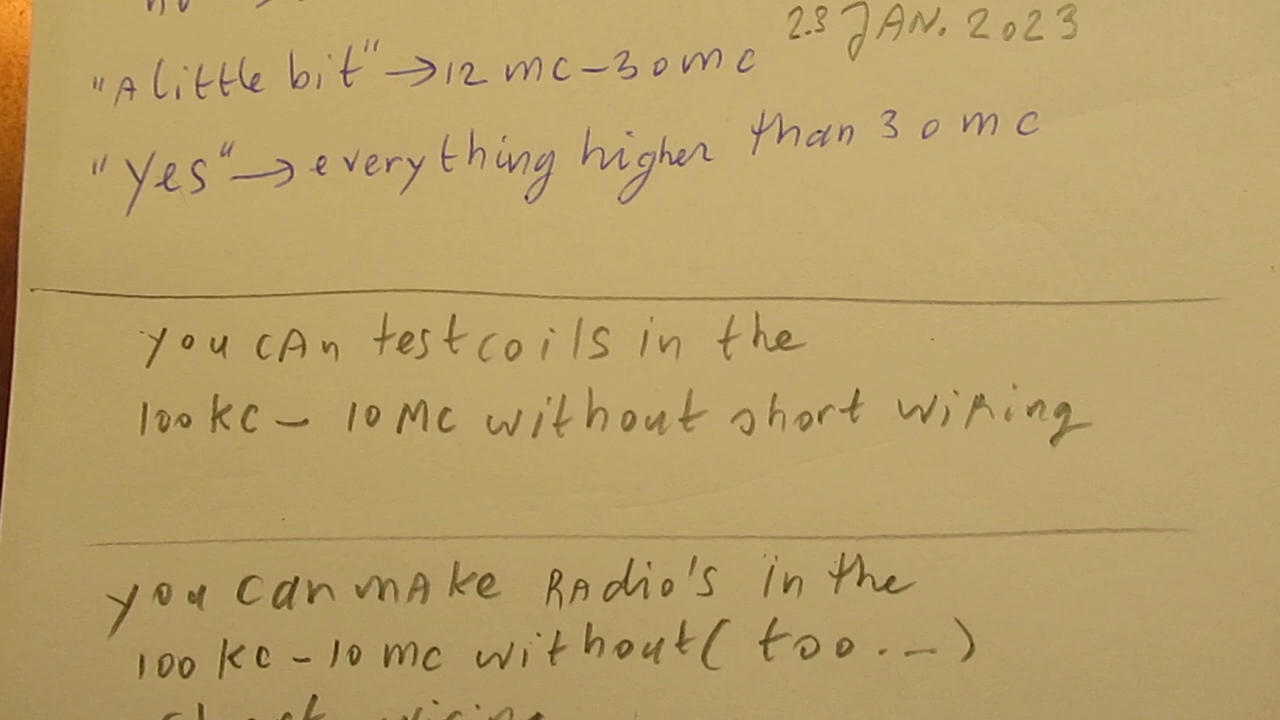 23 JAN. 2023
"A little bit" → 12 mc - 30 mc
"Yes" → everything higher than 30 mc
you cAn test coils in the
100 KC - 10 MC without short wiring
you can mAke RAdio's in the
100 KC - 10 mc without ( too .-- )
short wiring